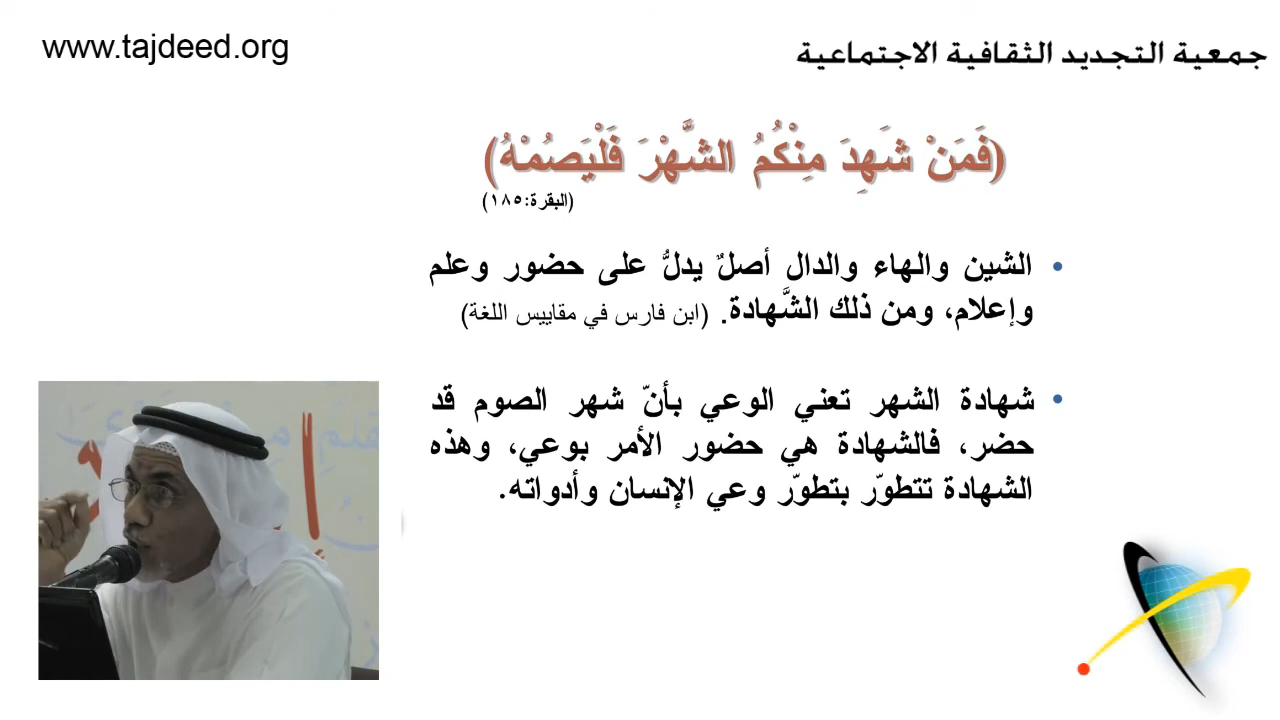 www.tajdeed.org
جمعية التجديد الثقافية الاجتماعية
(فَمَنْ شَهِدَ مِنْكُمُ الشَّهْرَ فَلْيَصُمْهُ)
(البقرة:١٨٥)
• الشين والهاء والدال أصلٌ يدلُّ على حضور وعلم
وإعلام، ومن ذلك الشَّهادة. (ابن فارس في مقاييس اللغة)
• شهادة الشهر تعني الوعي بأنّ شهر الصوم قد
حضر، فالشهادة هي حضور الأمر بوعي، وهذه
الشهادة تتطوّر بتطوّر وعي الإنسان وأدواته.